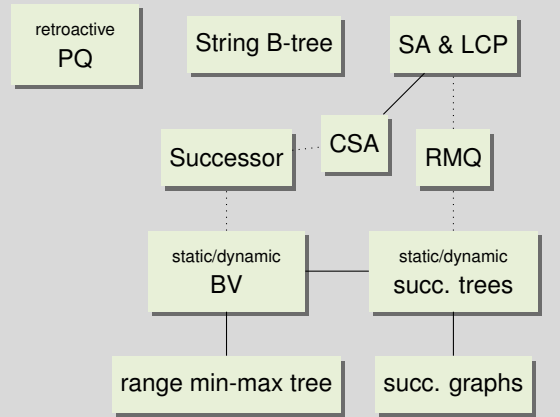 retroactive
PQ
String B-tree
SA & LCP
Successor
CSA
RMQ
static/dynamic
BV
static/dynamic
succ. trees
range min-max tree
succ. graphs